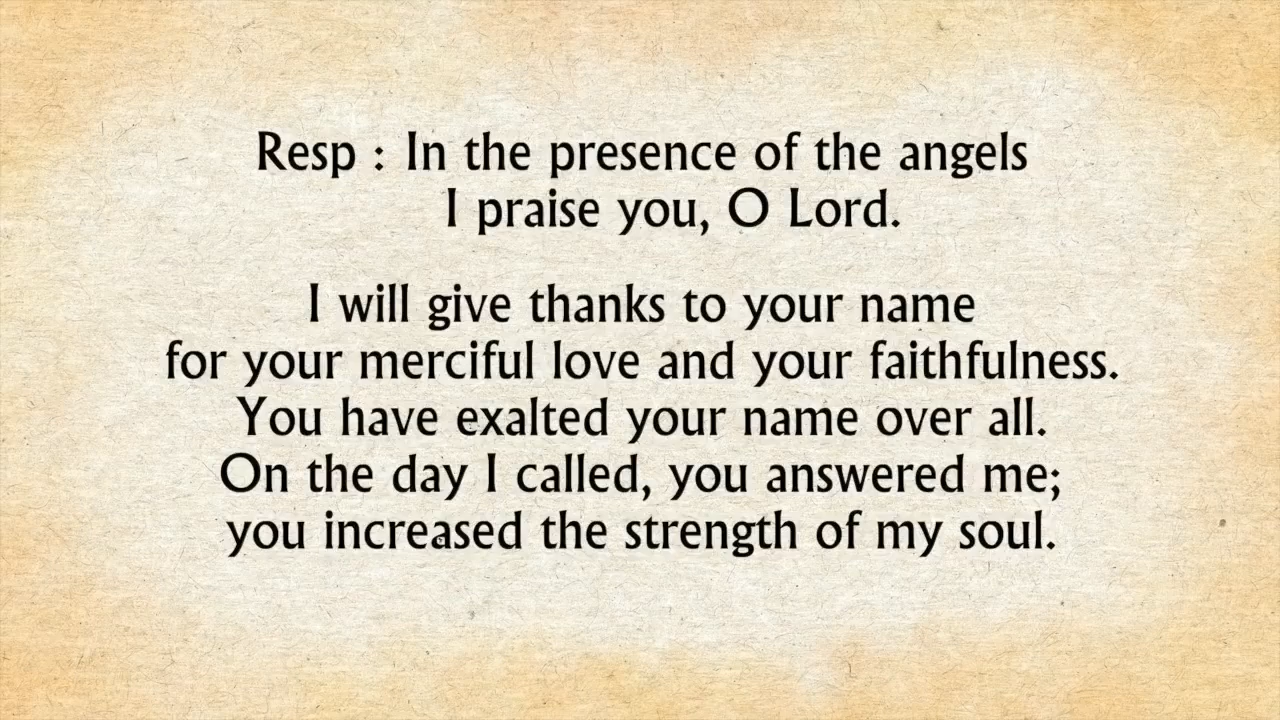 Resp : In the presence of the angels
I praise you, O Lord.
I will give thanks to your name
for your merciful love and your faithfulness.
You have exalted your name over all.
On the day I called, you answered me;
you increased the strength of my soul.